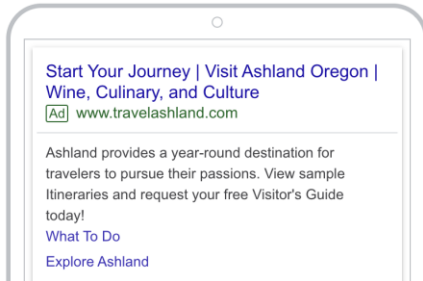 Start Your Journey | Visit Ashland Oregon |
Wine, Culinary, and Culture
Ad www.travelashland.com
Ashland provides a year-round destination for
travelers to pursue their passions. View sample
Itineraries and request your free Visitor's Guide
today!
What To Do
Explore Ashland